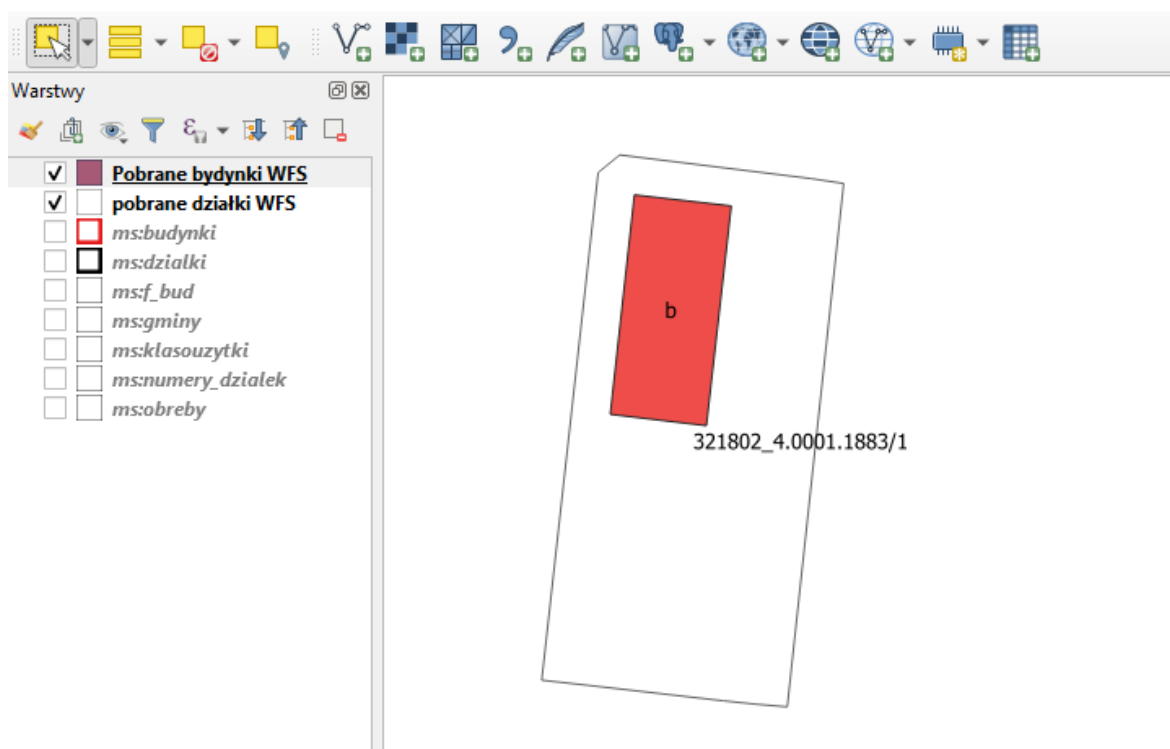 Warstwy
Pobrane bydynki WFS
pobrane działki WFS
ms:budynki
ms:dzialki
ms:f_bud
ms:gminy
ms:klasouzytki
ms:numery_dzialek
ms:obreby
b
321802_4.0001.1883/1